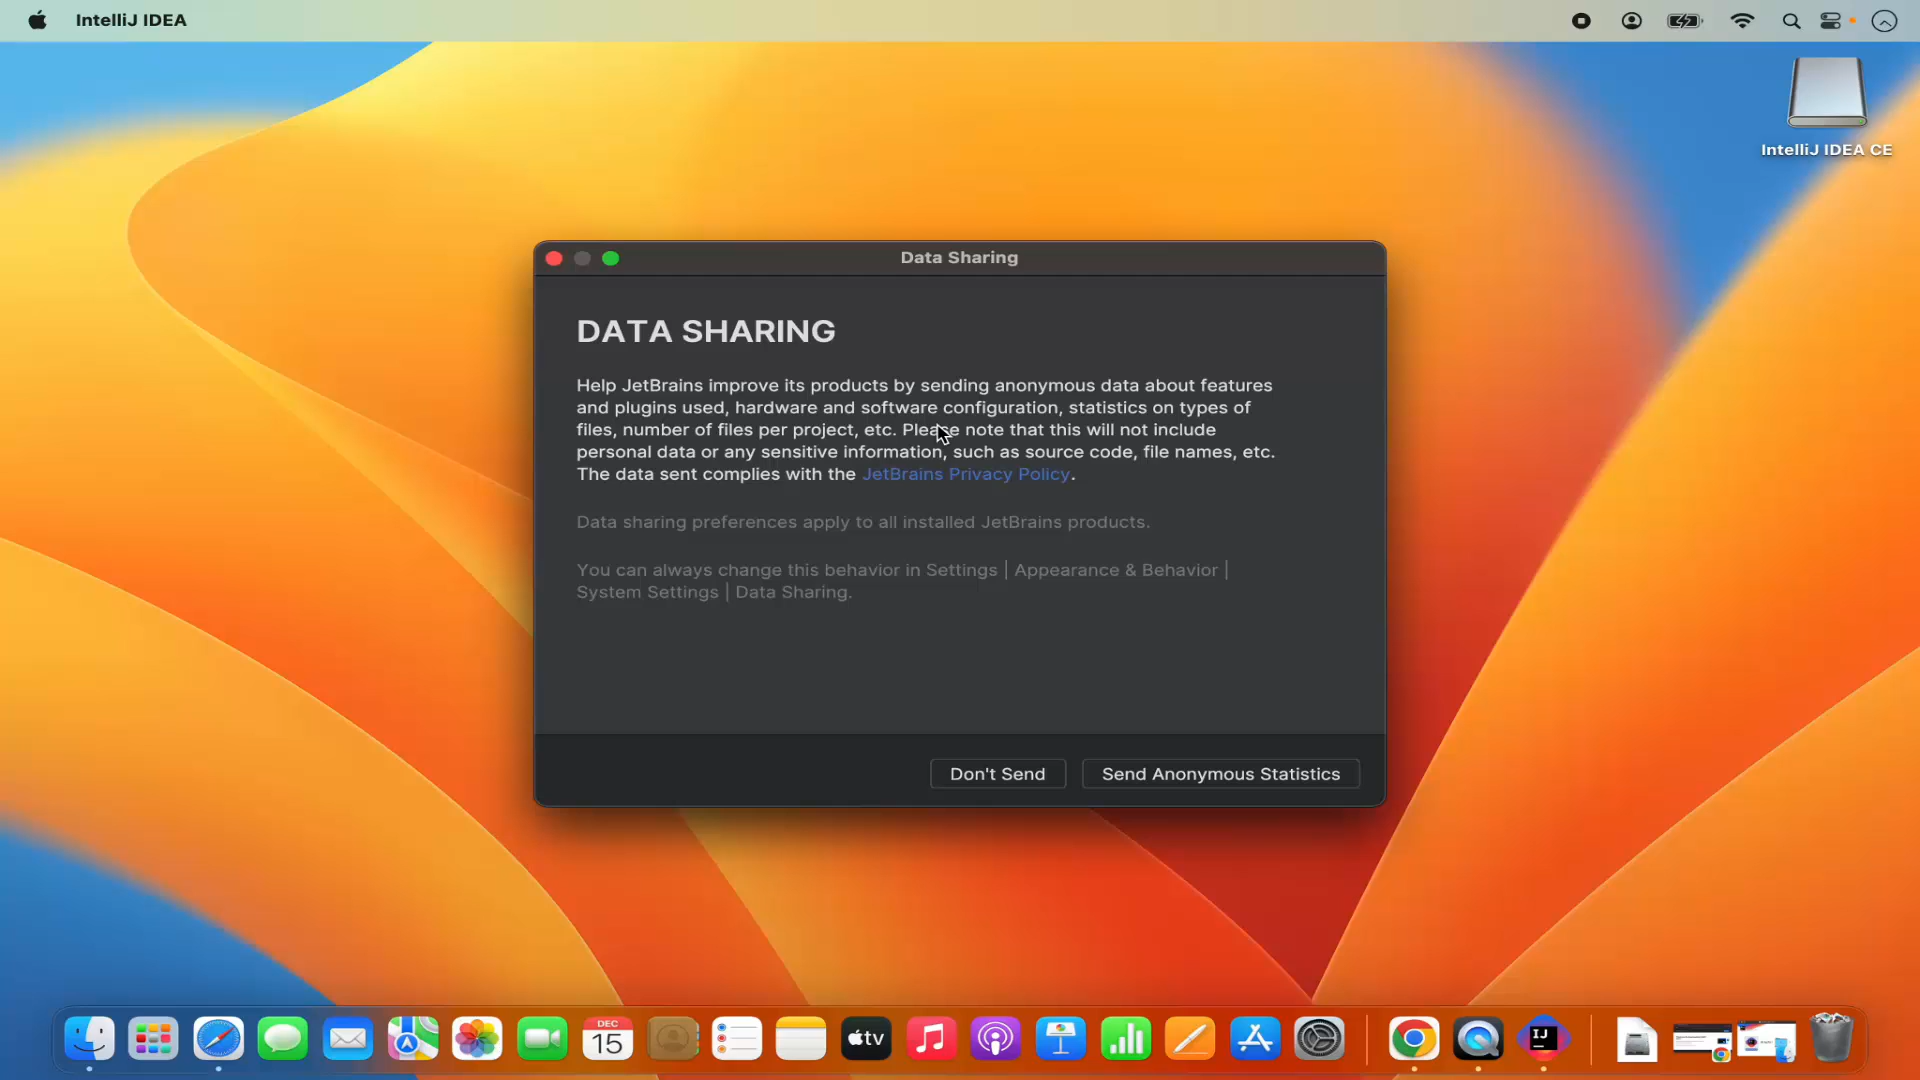 IntelliJ IDEA
IntelliJ IDEA CE
Data Sharing
DATA SHARING
Help JetBrains improve its products by sending anonymous data about features
and plugins used, hardware and software configuration, statistics on types of
files, number of files per project, etc. Please note that this will not include
personal data or any sensitive information, such as source code, file names, etc.
The data sent complies with the JetBrains Privacy Policy.
Data sharing preferences apply to all installed JetBrains products.
You can always change this behavior in Settings | Appearance & Behavior |
System Settings | Data Sharing.
Don't Send
Send Anonymous Statistics
DEC
15
tv
IJ